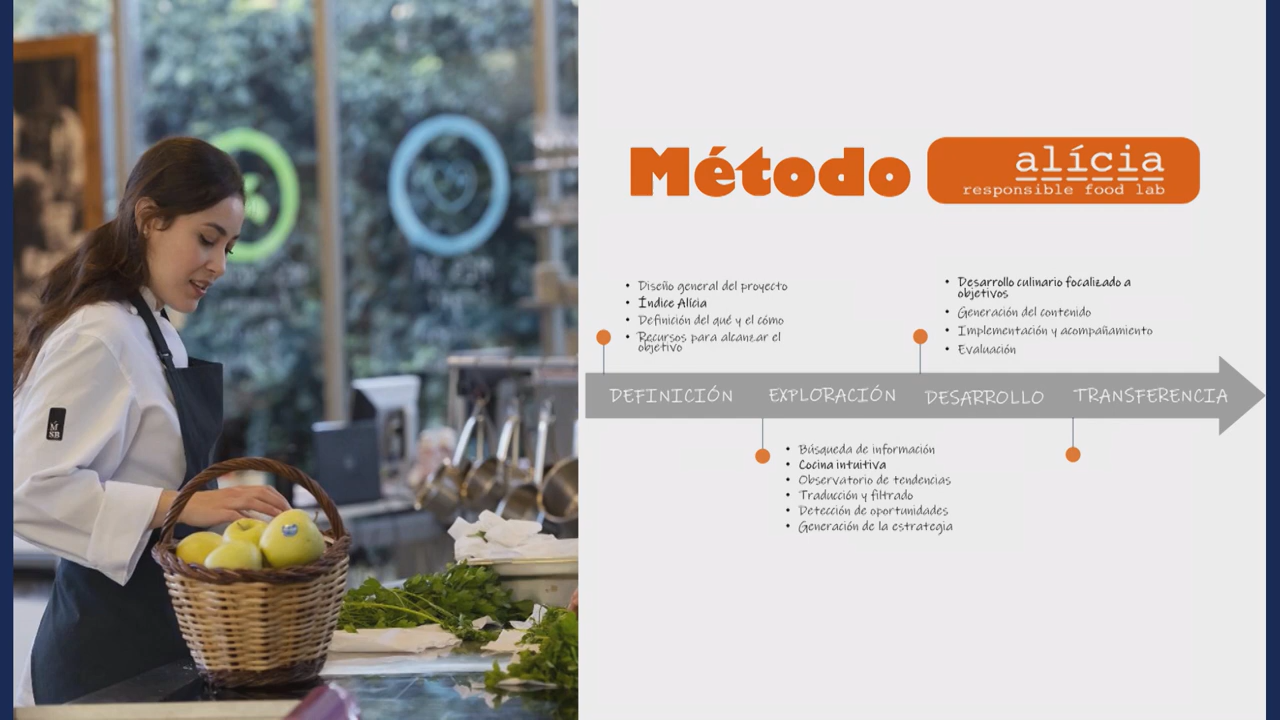 Método
alícia
responsible food lab
• Diseño general del proyecto
• Índice Alícia
• Definición del qué y el cómo
• Recursos para alcanzar el
objetivo
• Desarrollo culinario focalizado a
objetivos
• Generación del contenido
• Implementación y acompañamiento
• Evaluación
DEFINICIÓN EXPLORACIÓN DESARROLLO TRANSFERENCIA
• Búsqueda de información
• Cocina intuitiva
• Observatorio de tendencias
• Traducción y filtrado
• Detección de oportunidades
• Generación de la estrategia